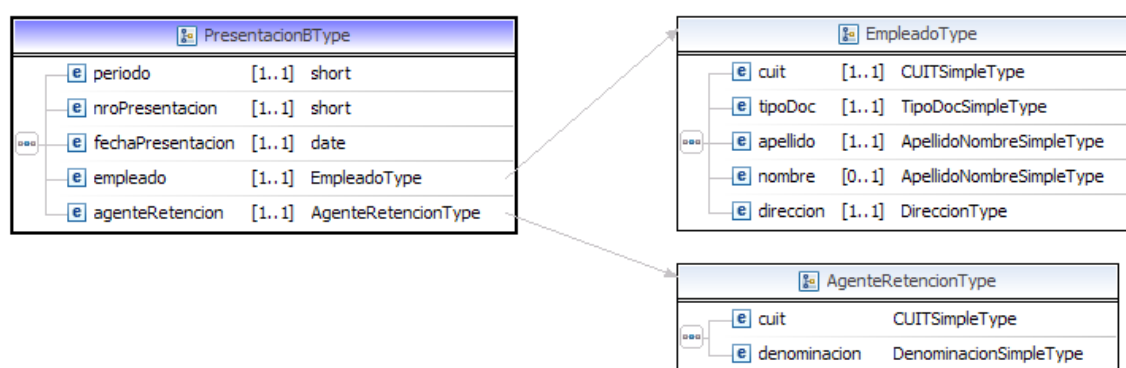 PresentacionBType
e periodo [1..1] short
e nroPresentacion [1..1] short
e fechaPresentacion [1..1] date
e empleado [1..1] EmpleadoType
e agenteRetencion [1..1] AgenteRetencionType
EmpleadoType
e cuit [1..1] CUITSimpleType
e tipoDoc [1..1] TipoDocSimpleType
e apellido [1..1] ApellidoNombreSimpleType
e nombre [0..1] ApellidoNombreSimpleType
e direccion [1..1] DireccionType
AgenteRetencionType
e cuit CUITSimpleType
e denominacion DenominacionSimpleType